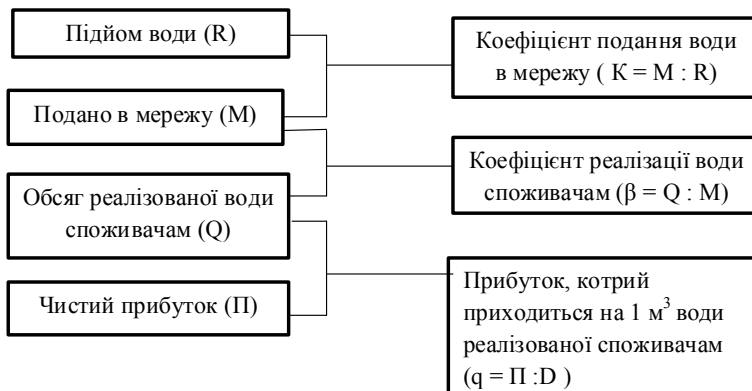 Підйом води (R)
Подано в мережу (М)
Обсяг реалізованої води
споживачам (Q)
Чистий прибуток (П)
Коефіцієнт подання води
в мережу ( К = М : R)
Коефіцієнт реалізації води
споживачам (β = Q : М)
Прибуток, котрий
приходиться на 1 м³ води
реалізованої споживачам
(q = П :D )